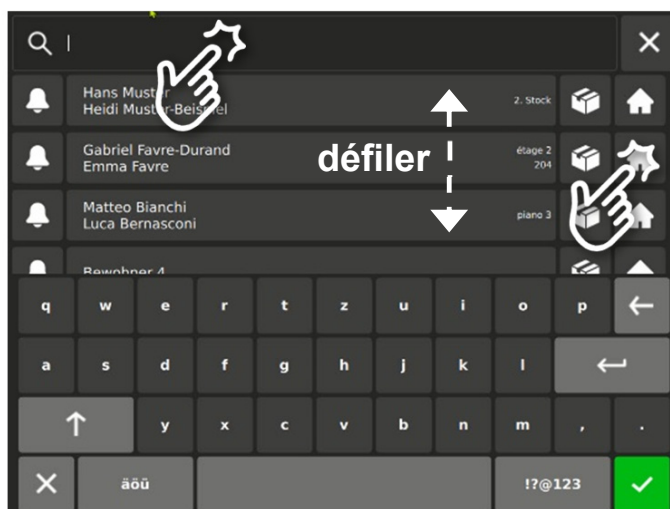 Hans Muster
Heidi Muster-Beispiel
2. Stock
Gabriel Favre-Durand
Emma Favre
étage 2
204
défiler
Matteo Bianchi
Luca Bernasconi
piano 3
Bewohner 4
q w e r t z u i o p
a s d f g h j k l
y x c v b n m , .
äöü !?@123